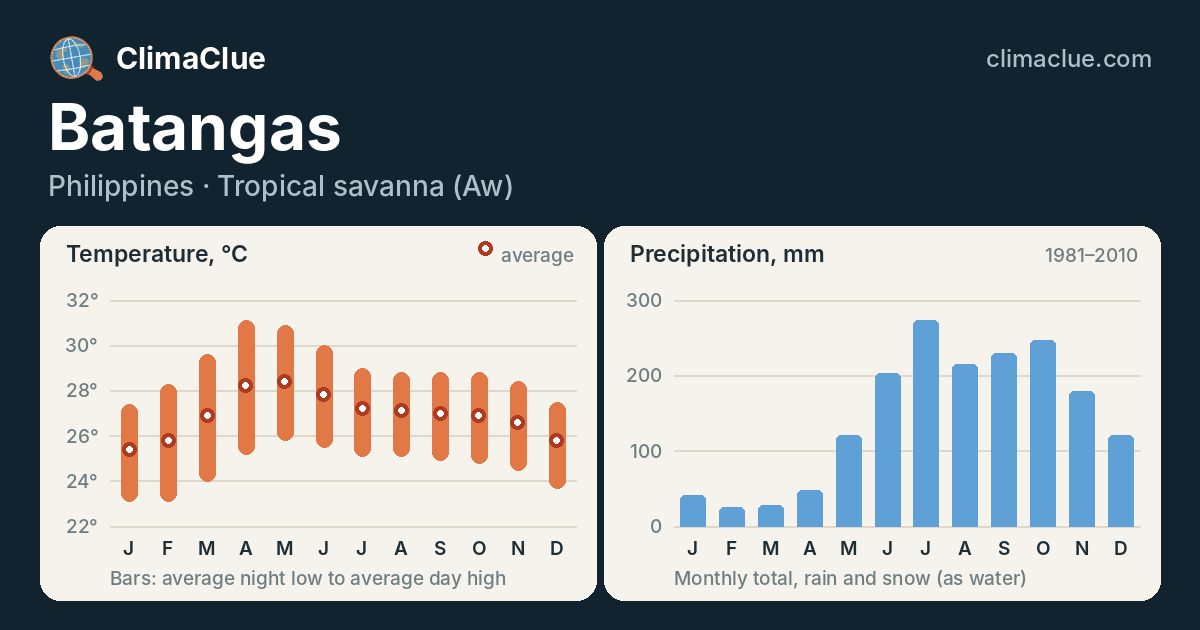 ClimaClue
climaclue.com
Batangas
Philippines · Tropical savanna (Aw)
Temperature, °C
average
32°
30°
28°
26°
24°
22°
J F M A M J J A S O N D
Bars: average night low to average day high
Precipitation, mm
1981–2010
300
200
100
0
J F M A M J J A S O N D
Monthly total, rain and snow (as water)